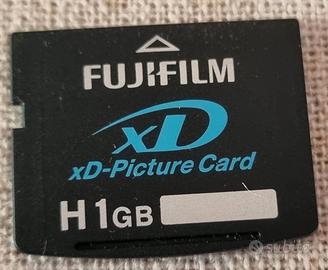 FUJIFILM
xD
xD-Picture Card
H 1GB